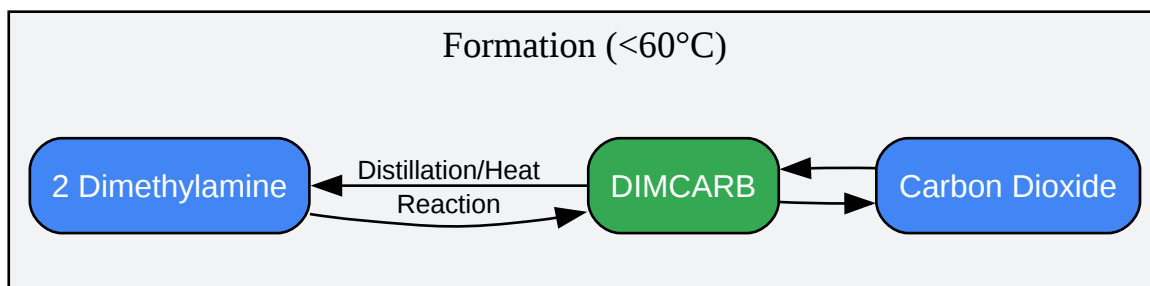 Formation (<60°C)
2 Dimethylamine
Distillation/Heat
Reaction
DIMCARB
Carbon Dioxide